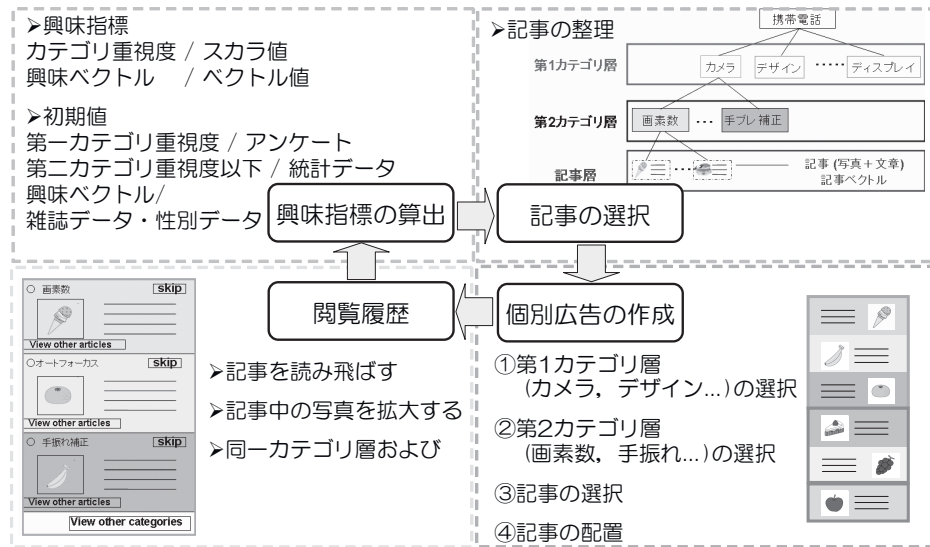 ➢興味指標
カテゴリ重視度 / スカラ値
興味ベクトル / ベクトル値
➢初期値
第一カテゴリ重視度 / アンケート
第二カテゴリ重視度以下 / 統計データ
興味ベクトル/
雑誌データ・性別データ
興味指標の算出
➢記事の整理
携帯電話
第1カテゴリ層
カメラ デザイン ・・・・・ ディスプレイ
第2カテゴリ層
画素数 ・・・ 手ブレ補正
記事層
・・・
記事 (写真+文章)
記事ベクトル
記事の選択
閲覧履歴
○ 画素数 skip
View other articles
○オートフォーカス skip
View other articles
○ 手振れ補正 skip
View other articles
View other categories
➢記事を読み飛ばす
➢記事中の写真を拡大する
➢同一カテゴリ層および
個別広告の作成
①第1カテゴリ層
(カメラ，デザイン...)の選択
②第2カテゴリ層
(画素数，手振れ...)の選択
③記事の選択
④記事の配置